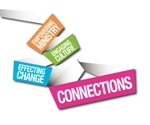 EMPOWERING
MINISTRY
ENGAGING
CULTURE
EFFECTING
CHANGE
CONNECTIONS